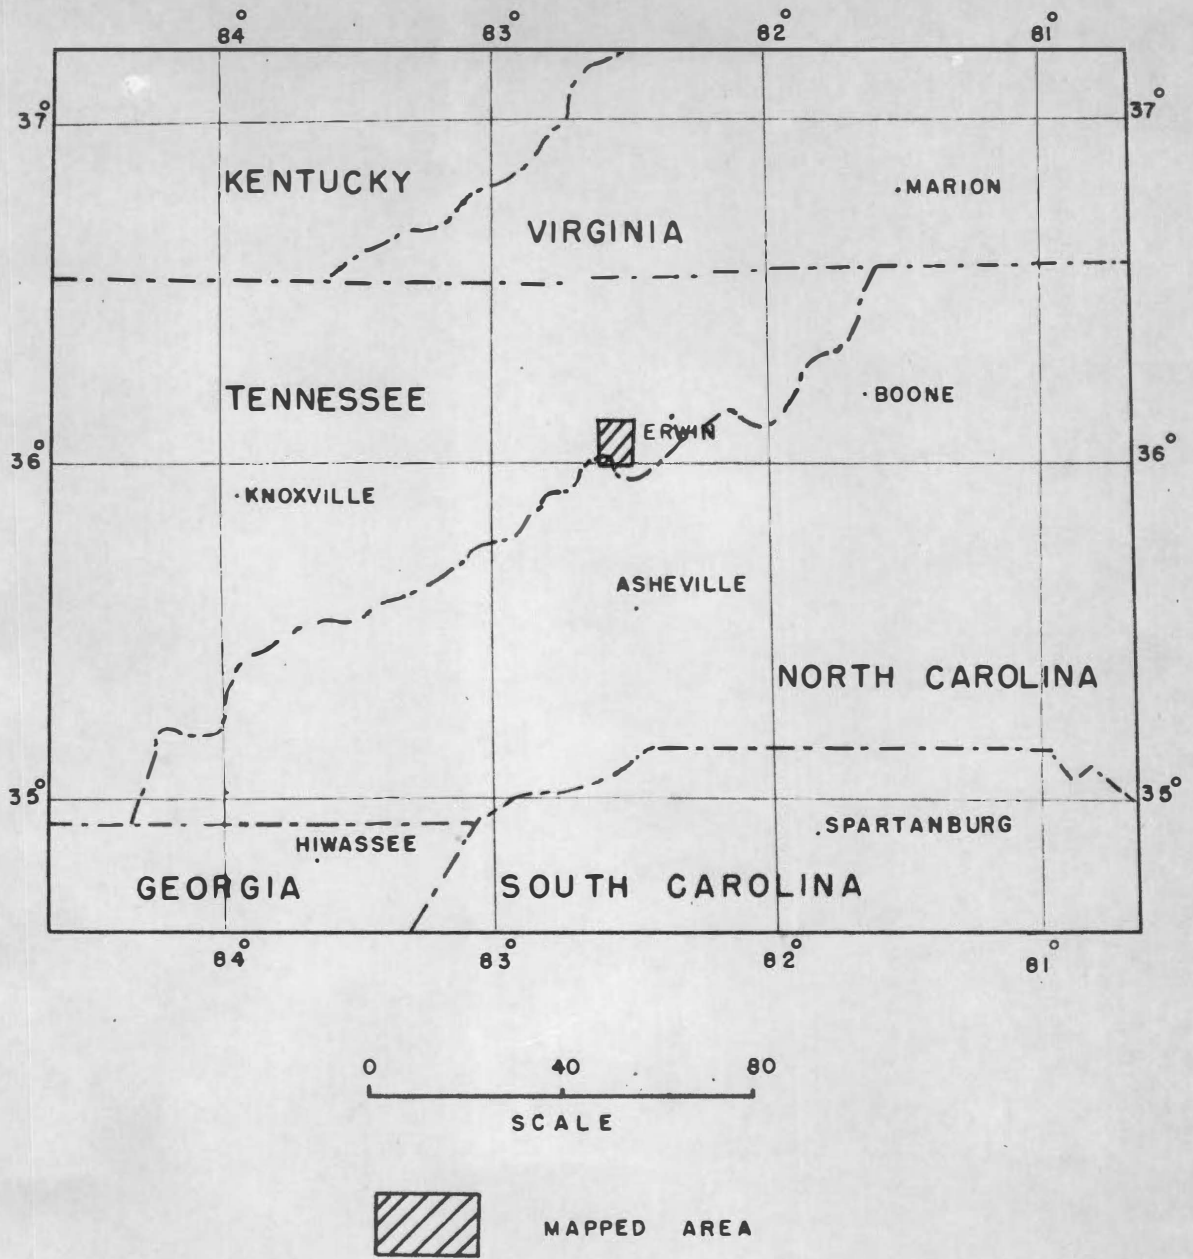 84° 83° 82° 81°
37° 37°
KENTUCKY
.MARION
VIRGINIA
TENNESSEE
.BOONE
ERWIN
36° 36°
.KNOXVILLE
ASHEVILLE
NORTH CAROLINA
35° 35°
.SPARTANBURG
HIWASSEE
GEORGIA SOUTH CAROLINA
84° 83° 82° 81°
0 40 80
SCALE
MAPPED AREA